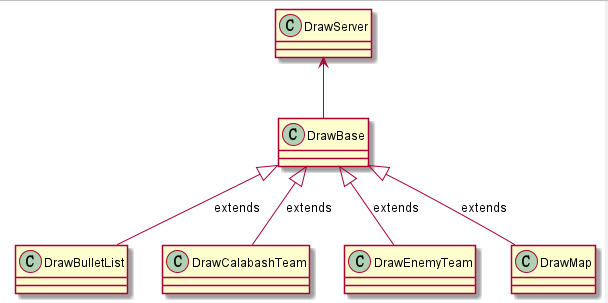 C DrawServer
C DrawBase
extends extends extends extends
C DrawBulletList C DrawCalabashTeam C DrawEnemyTeam C DrawMap